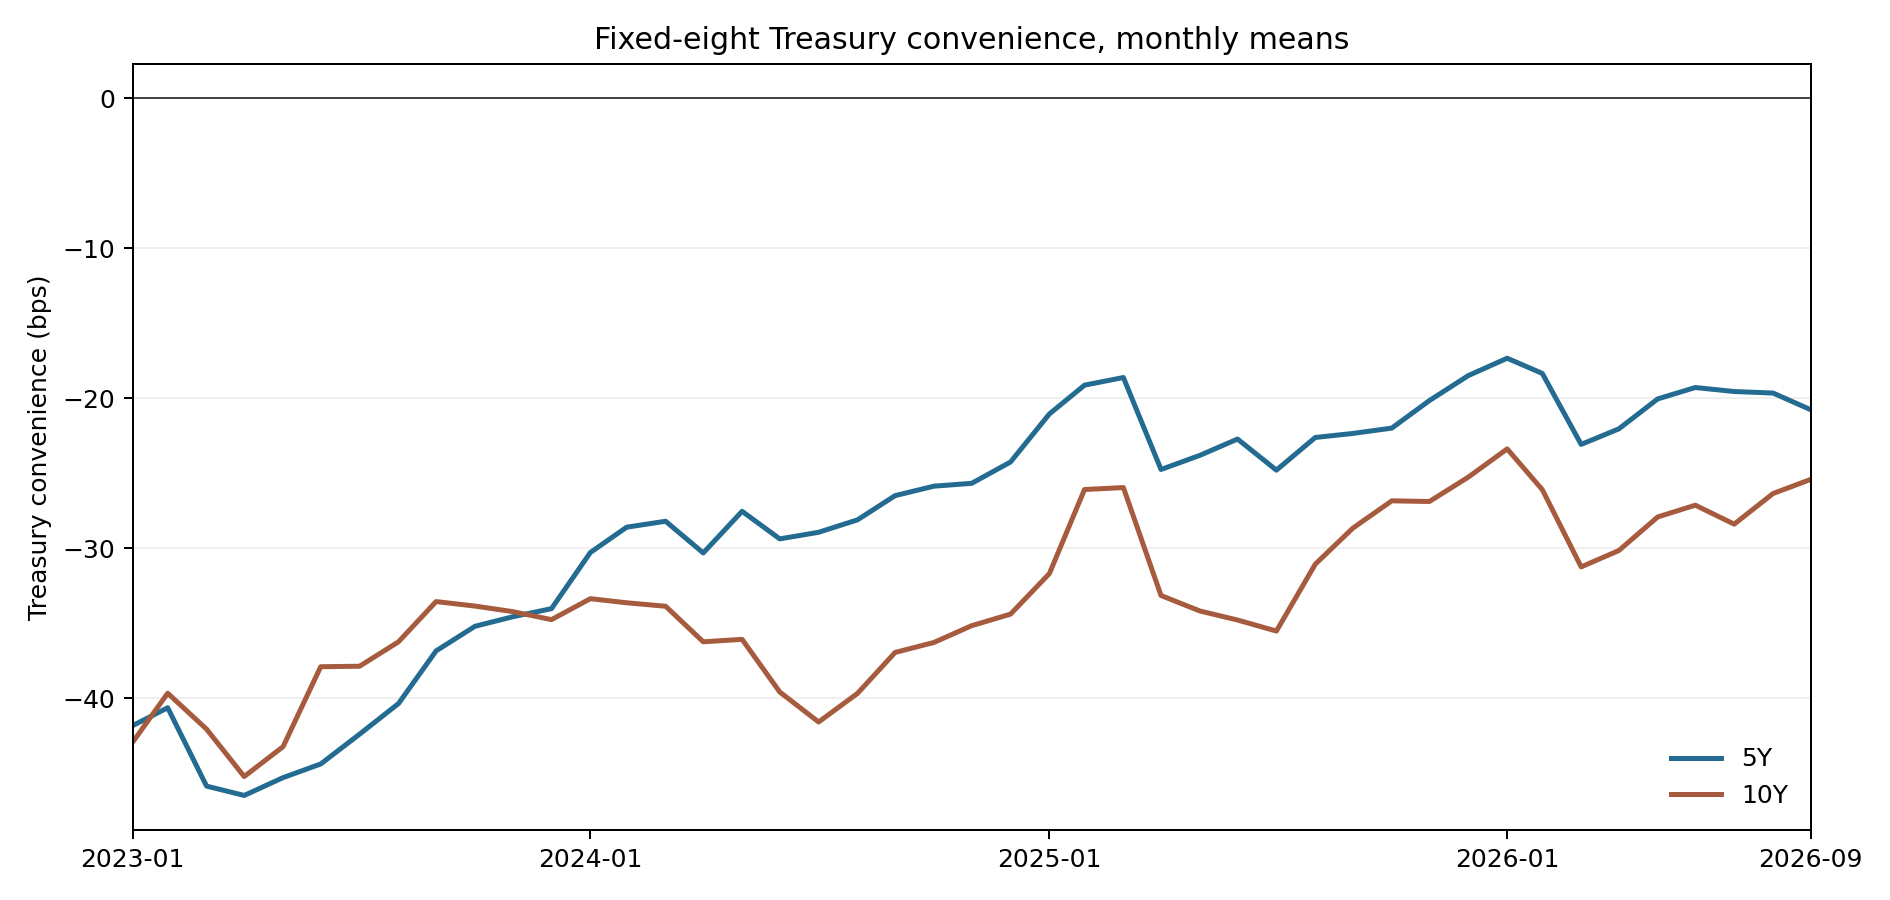 Fixed-eight Treasury convenience, monthly means
Treasury convenience (bps)
0
−10
−20
−30
−40
5Y
10Y
2023-01
2024-01
2025-01
2026-01
2026-09